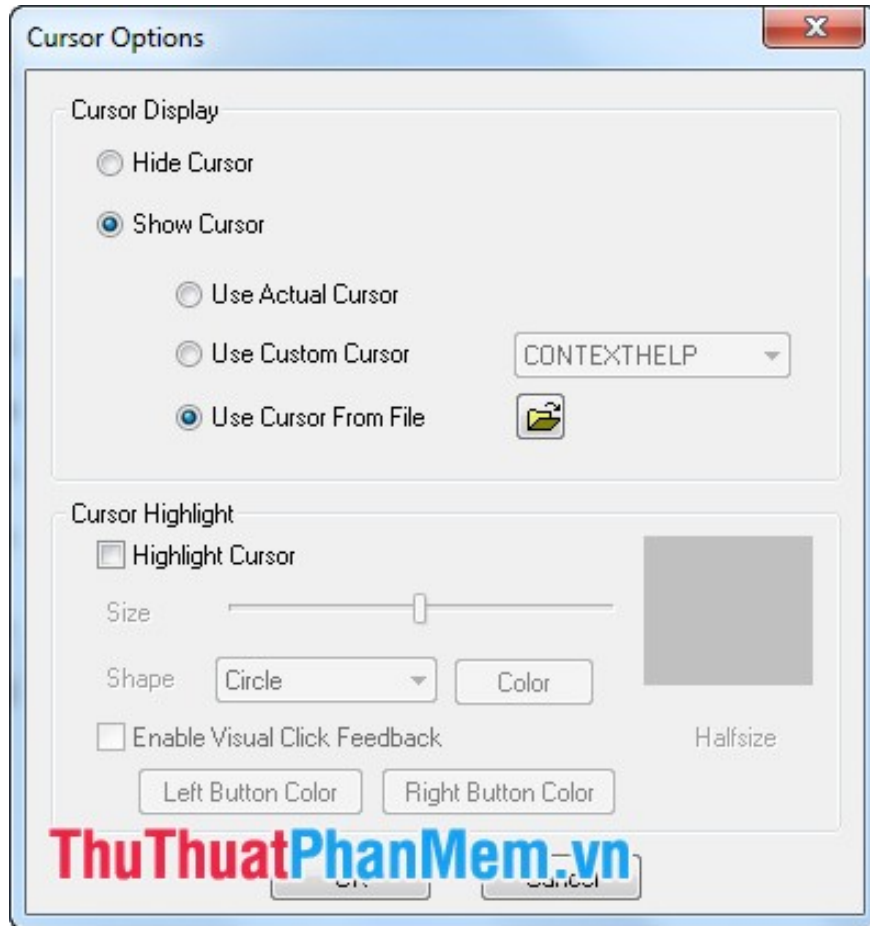 Cursor Options
Cursor Display
Hide Cursor
Show Cursor
Use Actual Cursor
Use Custom Cursor CONTEXTHELP
Use Cursor From File
Cursor Highlight
Highlight Cursor
Size
Shape Circle Color
Enable Visual Click Feedback Halfsize
Left Button Color Right Button Color
ThuThuatPhanMem.vn
OK Cancel